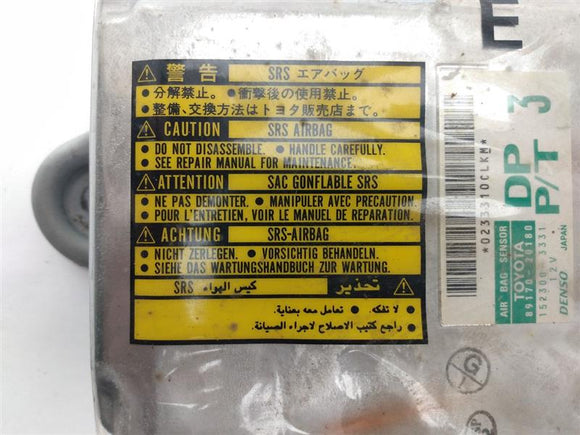 警告 SRS エアバッグ
●分解禁止。 ●衝撃後の使用禁止。
●整備、交換方法はトヨタ販売店まで。
CAUTION SRS AIRBAG
● DO NOT DISASSEMBLE. ● HANDLE CAREFULLY.
● SEE REPAIR MANUAL FOR MAINTENANCE.
ATTENTION SAC GONFLABLE SRS
● NE PAS DEMONTER. ● MANIPULER AVEC PRECAUTION.
● POUR L'ENTRETIEN, VOIR LE MANUEL DE REPARATION.
ACHTUNG SRS-AIRBAG
● NICHT ZERLEGEN. ● VORSICHTIG BEHANDELN.
● SIEHE DAS WARTUNGSHANDBUCH ZUR WARTUNG.
تحذير كيس الهواء SRS
● لا تفكه. ● تعامل معه بعناية.
● راجع كتيب الاصلاح لاجراء الصيانة.
3
DP
P/T
*0233310CLKM*
AIR BAG SENSOR
TOYOTA
152300-3331
12V
DENSO JAPAN